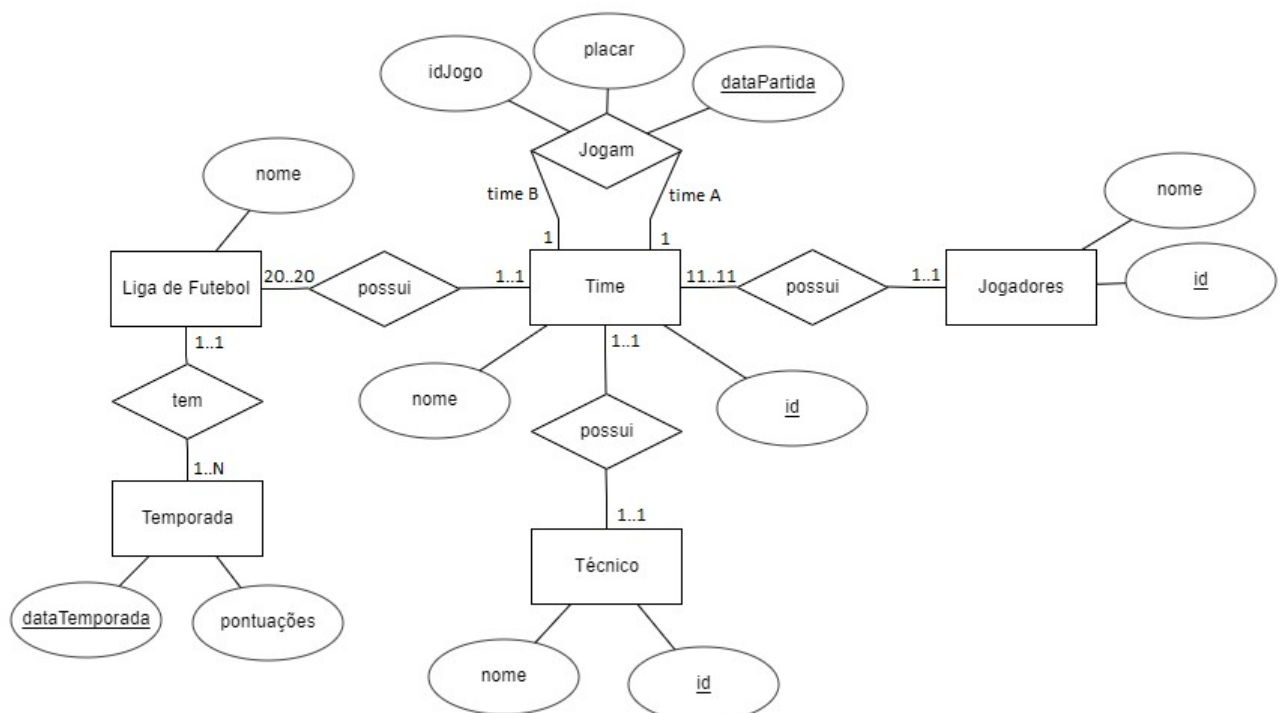 placar
idJogo
dataPartida
Jogam
nome
time B
time A
nome
1
1
Liga de Futebol
20..20
possui
1..1
Time
11..11
possui
1..1
Jogadores
id
1..1
1..1
tem
nome
id
possui
1..N
Temporada
1..1
Técnico
dataTemporada
pontuações
nome
id